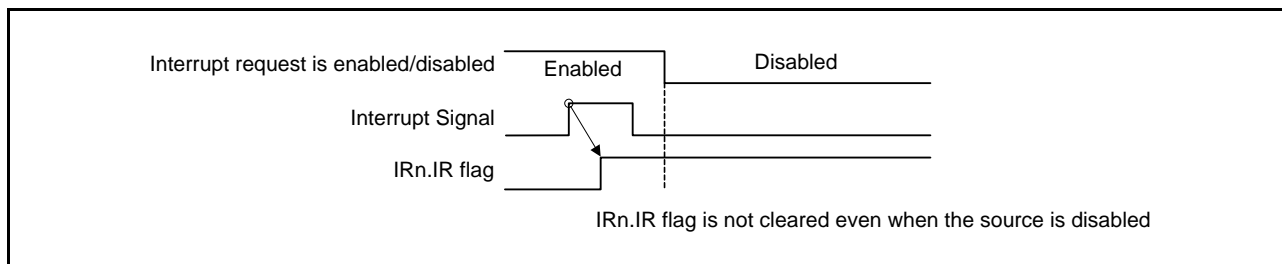 Interrupt request is enabled/disabled
Enabled
Disabled
Interrupt Signal
IRn.IR flag
IRn.IR flag is not cleared even when the source is disabled